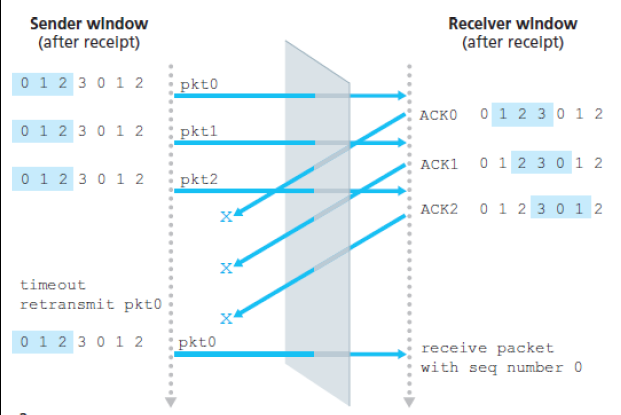 Sender window
(after receipt)
Receiver window
(after receipt)
0 1 2 3 0 1 2
pkt0
ACK0 0 1 2 3 0 1 2
0 1 2 3 0 1 2
pkt1
ACK1 0 1 2 3 0 1 2
0 1 2 3 0 1 2
pkt2
ACK2 0 1 2 3 0 1 2
X
X
timeout
retransmit pkt0
X
0 1 2 3 0 1 2
pkt0
receive packet
with seq number 0